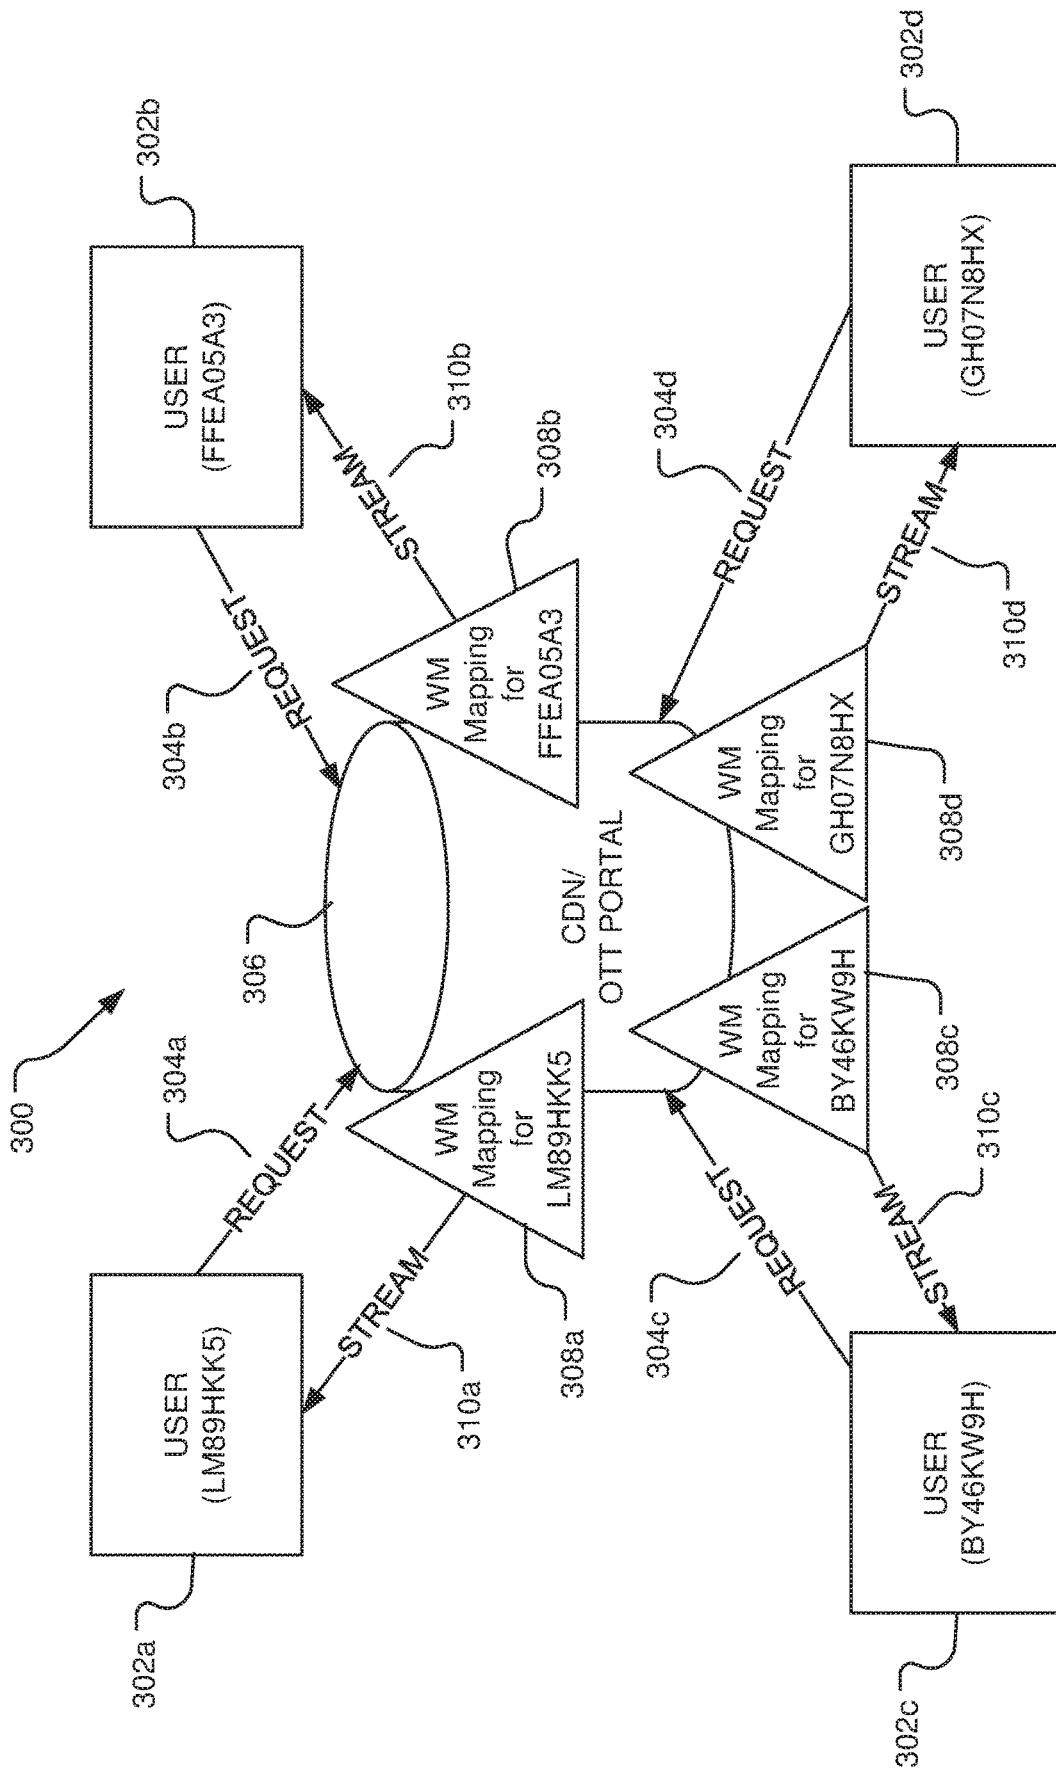 300
302a
USER
(LM89HKK5)
304a
REQUEST
306
304b
REQUEST
USER
(FFEA05A3)
302b
STREAM
310a
308a
WM
Mapping
for
LM89HKK5
CDN/
OTT PORTAL
WM
Mapping
for
FFEA05A3
STREAM
310b
308b
304c
REQUEST
304d
REQUEST
WM
Mapping
for
BY46KW9H
WM
Mapping
for
GH07N8HX
302c
USER
(BY46KW9H)
STREAM
310c
308c
308d
STREAM
310d
USER
(GH07N8HX)
302d